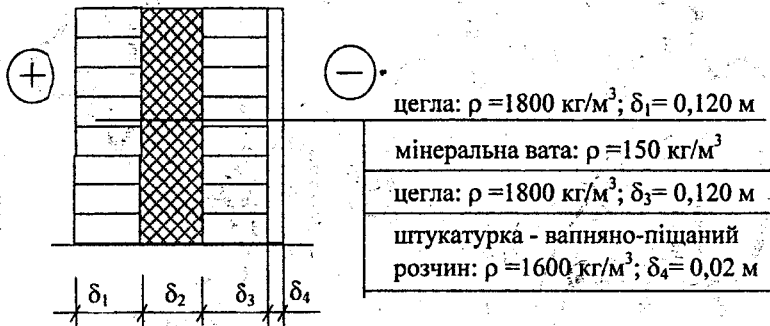 +
−
цегла: ρ =1800 кг/м³; δ₁= 0,120 м
мінеральна вата: ρ =150 кг/м³
цегла: ρ =1800 кг/м³; δ₃= 0,120 м
штукатурка - вапняно-піщаний
розчин: ρ =1600 кг/м³; δ₄= 0,02 м
δ₁ δ₂ δ₃ δ₄